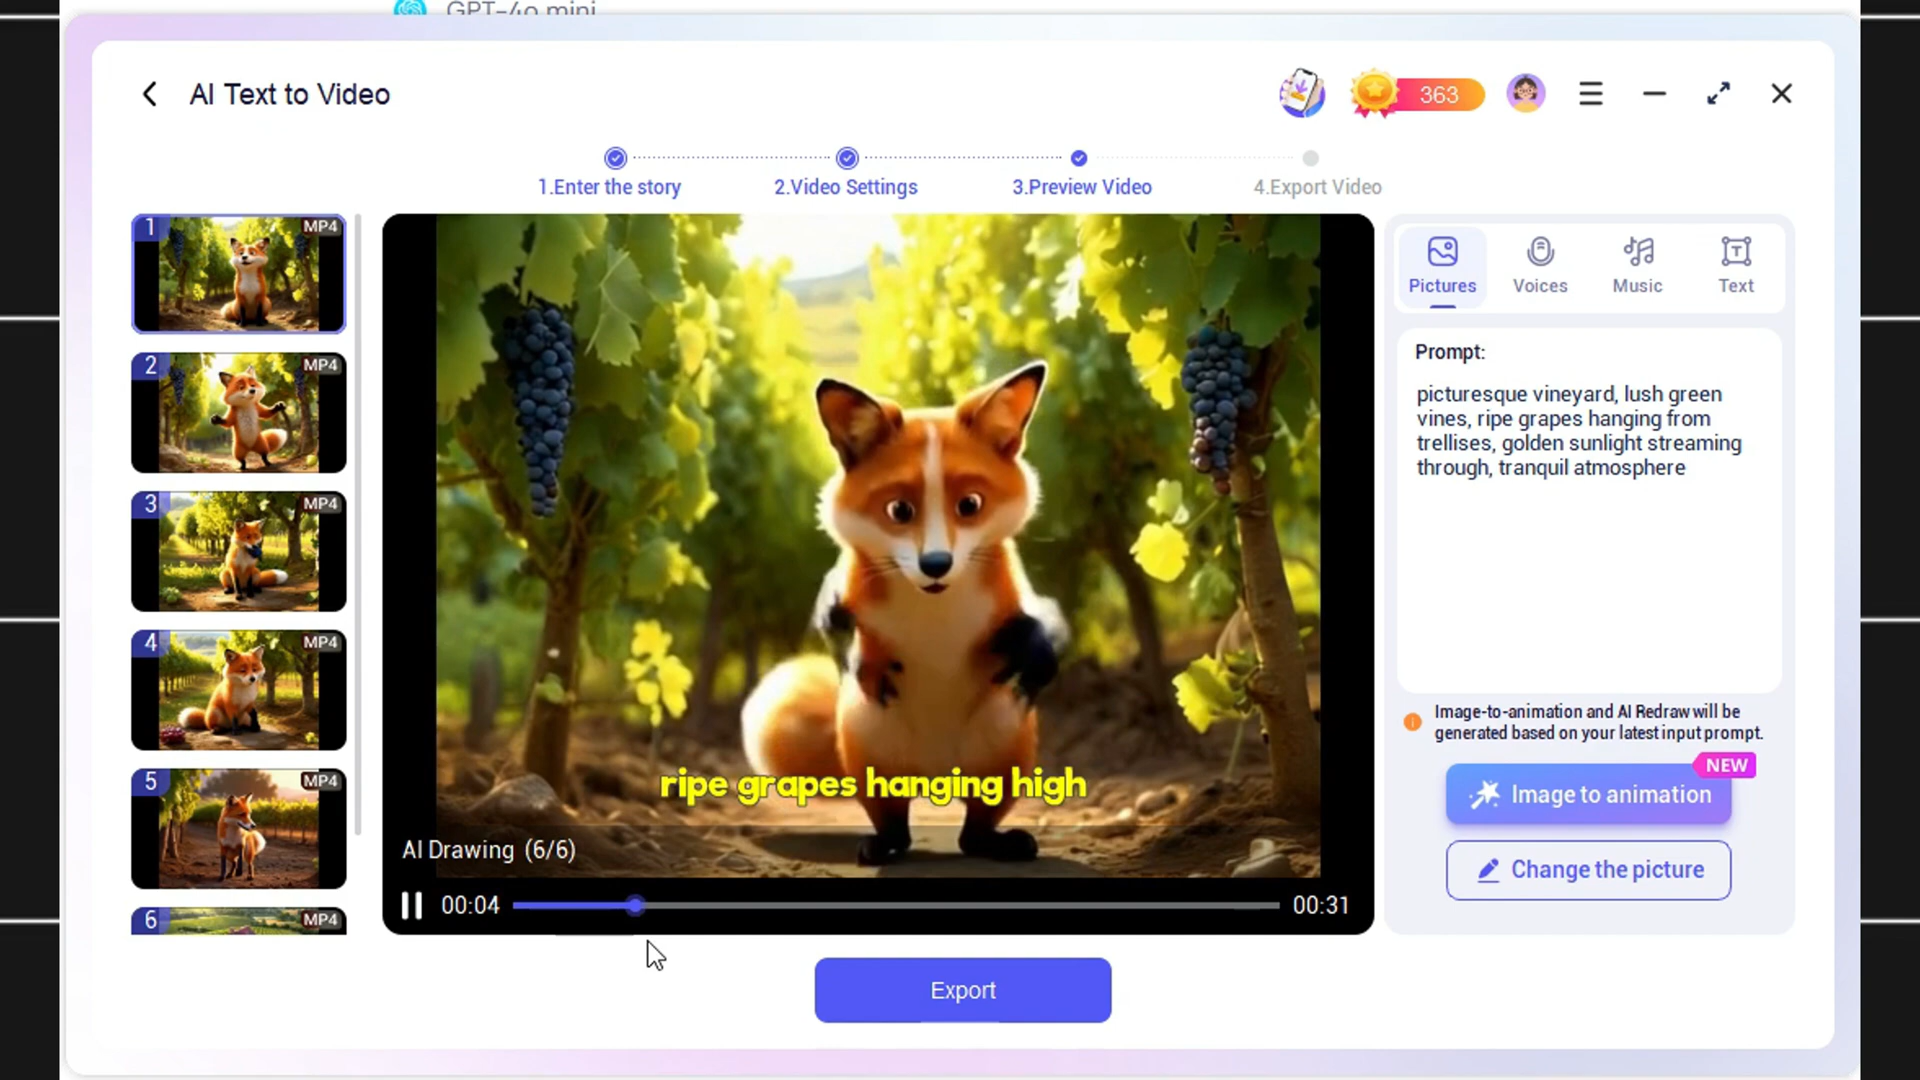 GPT-4o mini
AI Text to Video
363
1.Enter the story
2.Video Settings
3.Preview Video
4.Export Video
1 MP4
2 MP4
3 MP4
4 MP4
5 MP4
6 MP4
ripe grapes hanging high
AI Drawing (6/6)
00:04
00:31
Pictures
Voices
Music
Text
Prompt:
picturesque vineyard, lush green
vines, ripe grapes hanging from
trellises, golden sunlight streaming
through, tranquil atmosphere
Image-to-animation and AI Redraw will be
generated based on your latest input prompt.
NEW
Image to animation
Change the picture
Export